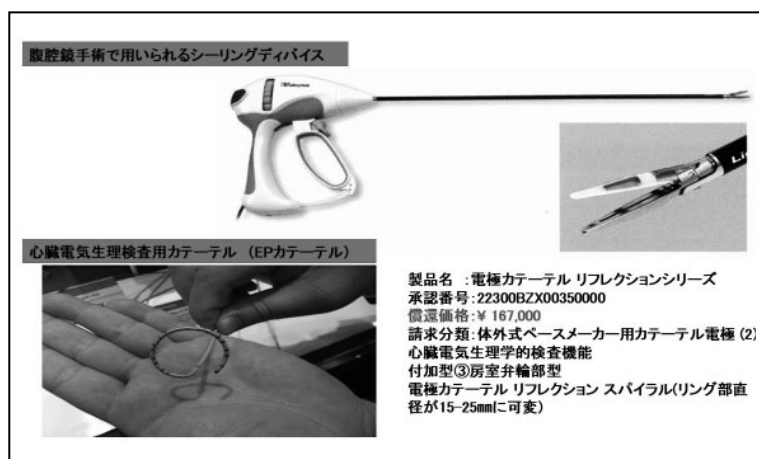 腹腔鏡手術で用いられるシーリングディバイス
心臓電気生理検査用カテーテル （EPカテーテル）
製品名 ：電極カテーテル リフレクションシリーズ
承認番号：22300BZX00350000
償還価格：¥ 167,000
請求分類：体外式ペースメーカー用カテーテル電極 (2)
心臓電気生理学的検査機能
付加型③房室弁輪部型
電極カテーテル リフレクション スパイラル(リング部直
径が15-25mmに可変)